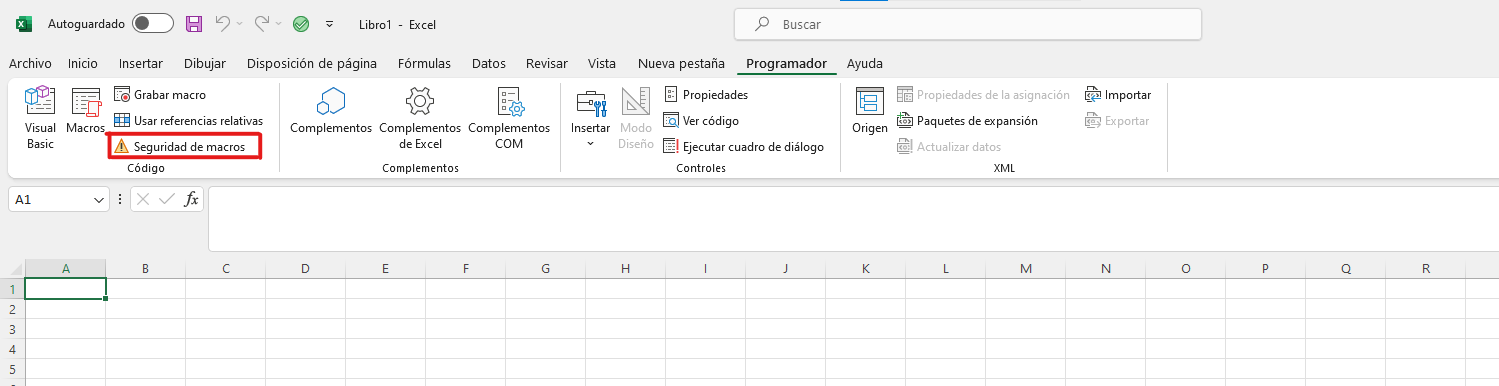 Autoguardado Libro1 - Excel Buscar
Archivo Inicio Insertar Dibujar Disposición de página Fórmulas Datos Revisar Vista Nueva pestaña Programador Ayuda
Visual Basic
Macros
Grabar macro
Usar referencias relativas
Seguridad de macros
Código
Complementos
Complementos de Excel
Complementos COM
Complementos
Insertar
Modo Diseño
Propiedades
Ver código
Ejecutar cuadro de diálogo
Controles
Origen
Propiedades de la asignación
Paquetes de expansión
Actualizar datos
Importar
Exportar
XML
A1 fx
A B C D E F G H I J K L M N O P Q R
1
2
3
4
5